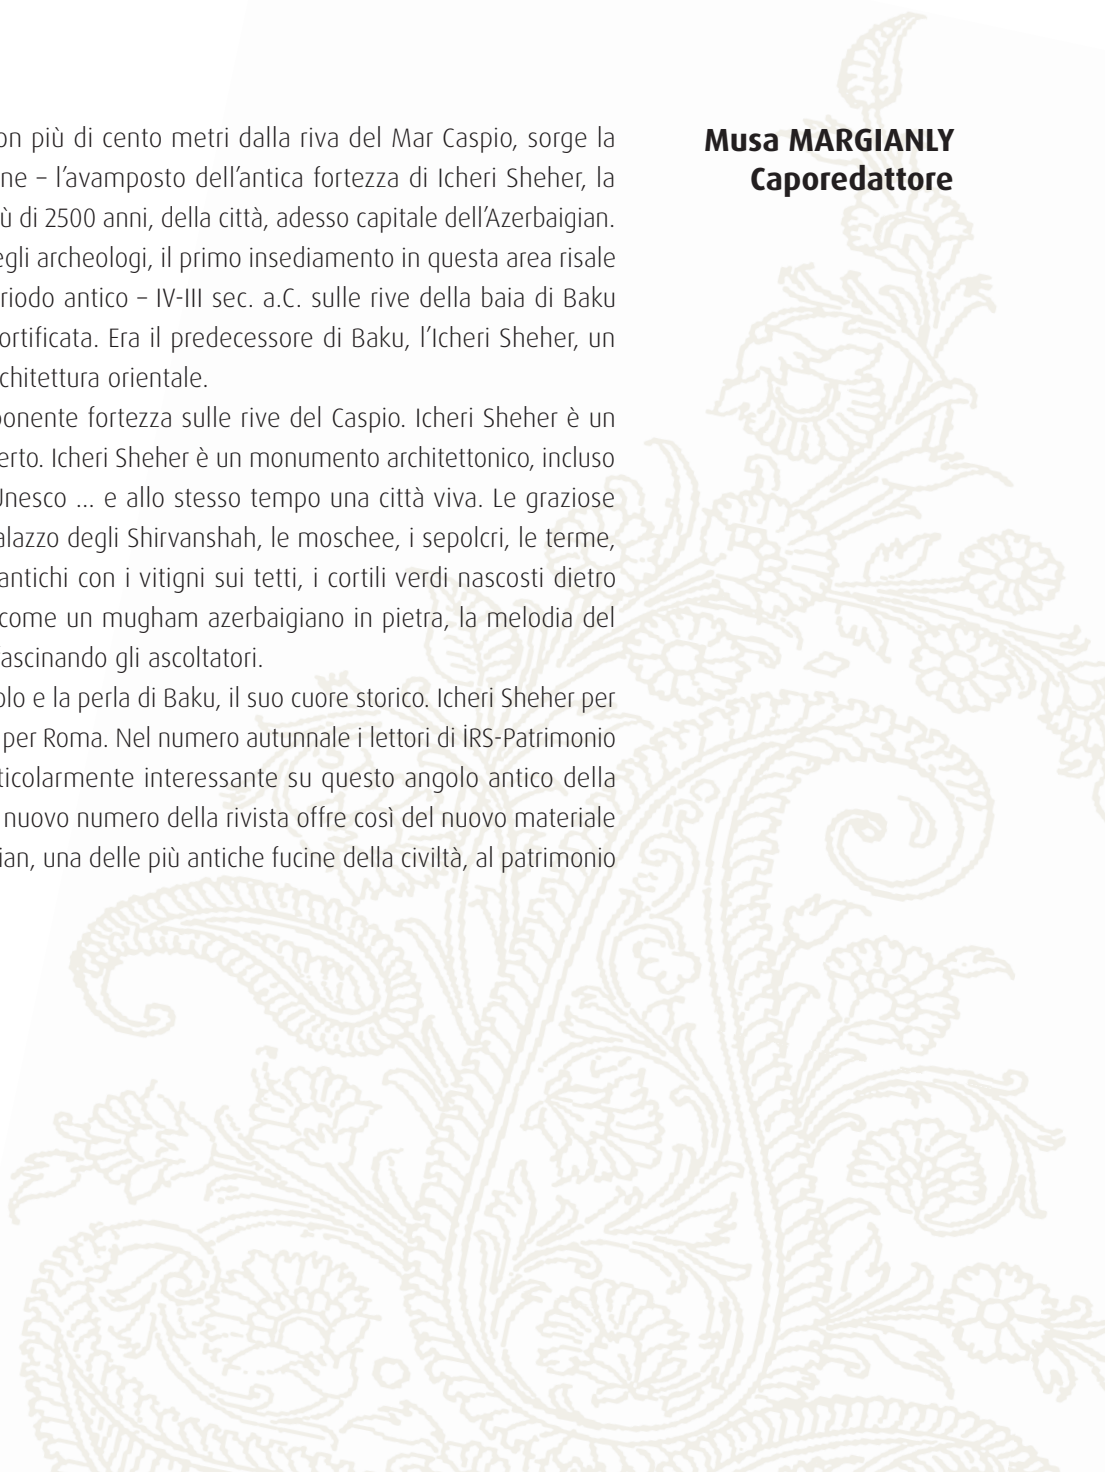 on più di cento metri dalla riva del Mar Caspio, sorge la
ne – l’avamposto dell’antica fortezza di Icheri Sheher, la
ù di 2500 anni, della città, adesso capitale dell’Azerbaigian.
egli archeologi, il primo insediamento in questa area risale
riodo antico – IV-III sec. a.C. sulle rive della baia di Baku
ortificata. Era il predecessore di Baku, l’Icheri Sheher, un
chitettura orientale.
ponente fortezza sulle rive del Caspio. Icheri Sheher è un
erto. Icheri Sheher è un monumento architettonico, incluso
Unesco ... e allo stesso tempo una città viva. Le graziose
alazzo degli Shirvanshah, le moschee, i sepolcri, le terme,
antichi con i vitigni sui tetti, i cortili verdi nascosti dietro
come un mugham azerbaigiano in pietra, la melodia del
ascinando gli ascoltatori.
olo e la perla di Baku, il suo cuore storico. Icheri Sheher per
per Roma. Nel numero autunnale i lettori di İRS-Patrimonio
ticolarmente interessante su questo angolo antico della
nuovo numero della rivista offre così del nuovo materiale
ian, una delle più antiche fucine della civiltà, al patrimonio
Musa MARGIANLY
Caporedattore